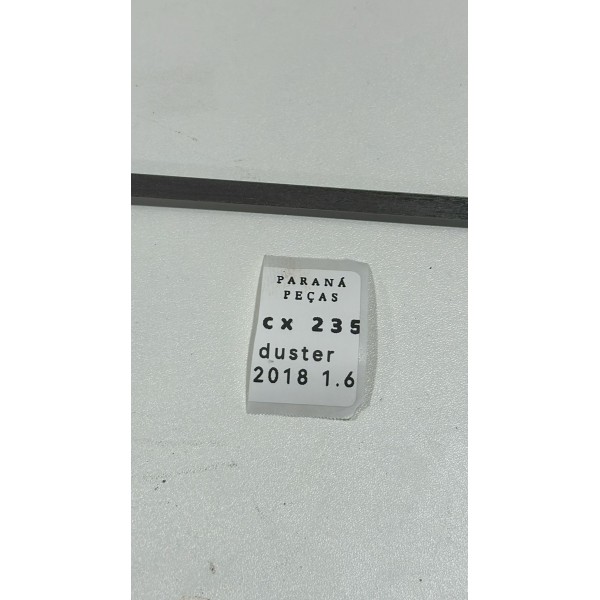 PARANÁ
PEÇAS
cx 235
duster
2018 1.6